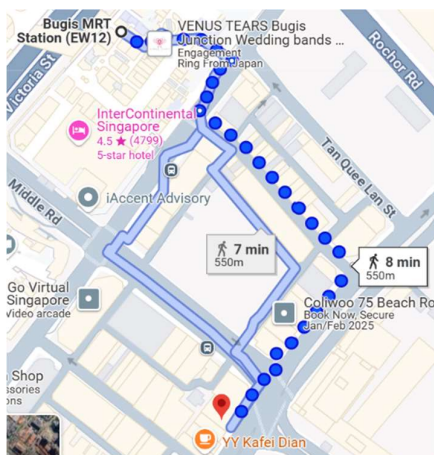 Bugis MRT
Station (EW12)
VENUS TEARS Bugis
Junction Wedding bands ...
Engagement
Ring From Japan
Victoria St
Rochor Rd
InterContinental
Singapore
4.5 ★ (4799)
5-star hotel
Tan Quee Lan St
Middle Rd
iAccent Advisory
7 min
550m
8 min
550m
Go Virtual
Singapore
Video arcade
Coliwoo 75 Beach Ro
Book Now, Secure
Jan/Feb 2025
Shop
ssories
ons
YY Kafei Dian